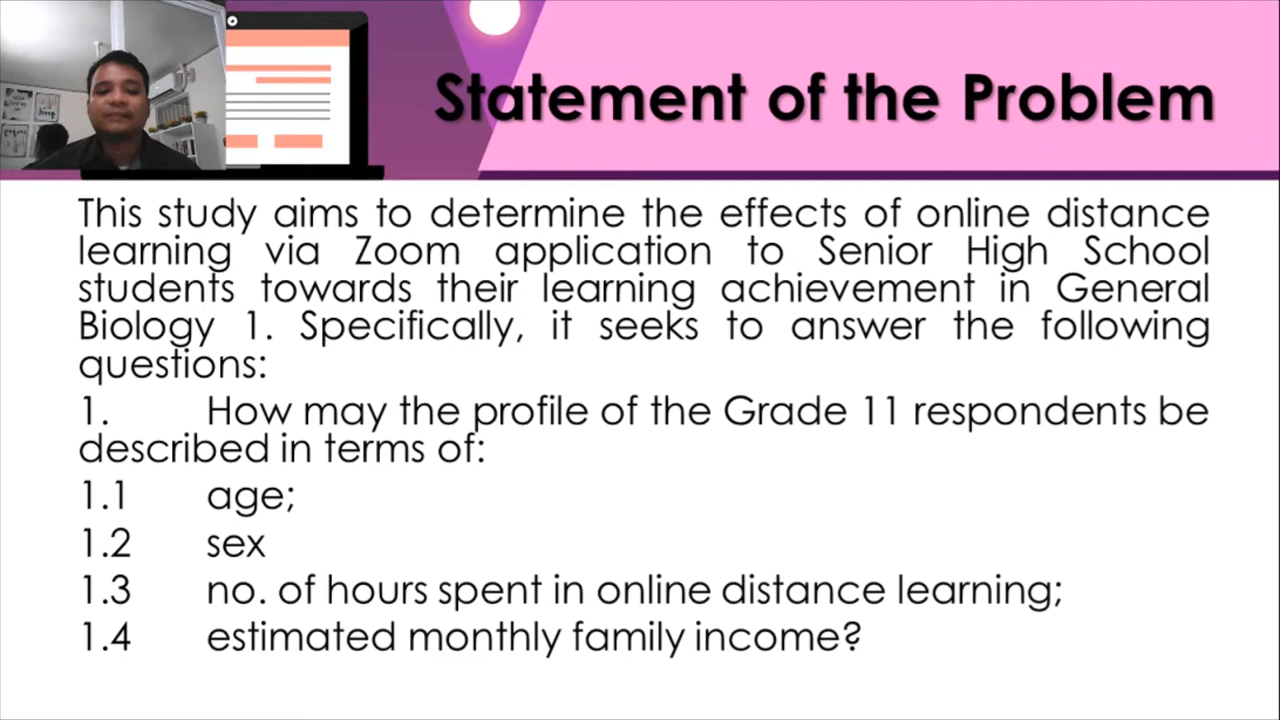 Statement of the Problem
This study aims to determine the effects of online distance
learning via Zoom application to Senior High School
students towards their learning achievement in General
Biology 1. Specifically, it seeks to answer the following
questions:
1. How may the profile of the Grade 11 respondents be
described in terms of:
1.1 age;
1.2 sex
1.3 no. of hours spent in online distance learning;
1.4 estimated monthly family income?